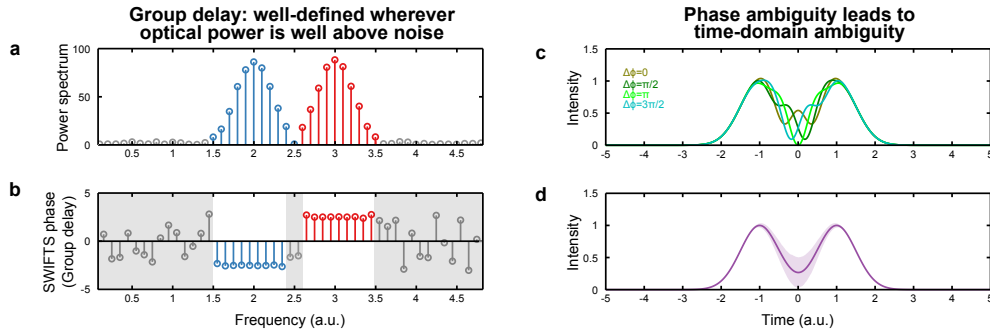 Group delay: well-defined wherever
optical power is well above noise
a
Power spectrum
100
50
0
0.5 1 1.5 2 2.5 3 3.5 4 4.5
b
SWIFTS phase
(Group delay)
5
0
-5
0.5 1 1.5 2 2.5 3 3.5 4 4.5
Frequency (a.u.)
Phase ambiguity leads to
time-domain ambiguity
c
Intensity
1.5
1
0.5
0
Δϕ=0
Δϕ=π/2
Δϕ=π
Δϕ=3π/2
-5 -4 -3 -2 -1 0 1 2 3 4 5
d
Intensity
1.5
1
0.5
0
-5 -4 -3 -2 -1 0 1 2 3 4 5
Time (a.u.)